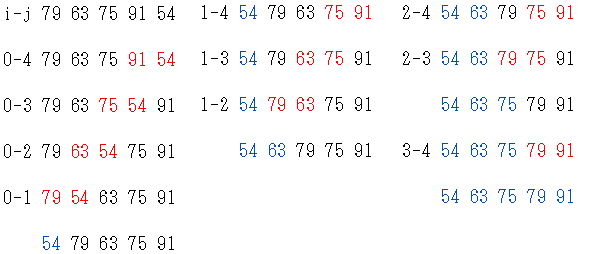 i-j 79 63 75 91 54
0-4 79 63 75 91 54
0-3 79 63 75 54 91
0-2 79 63 54 75 91
0-1 79 54 63 75 91
54 79 63 75 91
1-4 54 79 63 75 91
1-3 54 79 63 75 91
1-2 54 79 63 75 91
54 63 79 75 91
2-4 54 63 79 75 91
2-3 54 63 79 75 91
54 63 75 79 91
3-4 54 63 75 79 91
54 63 75 79 91